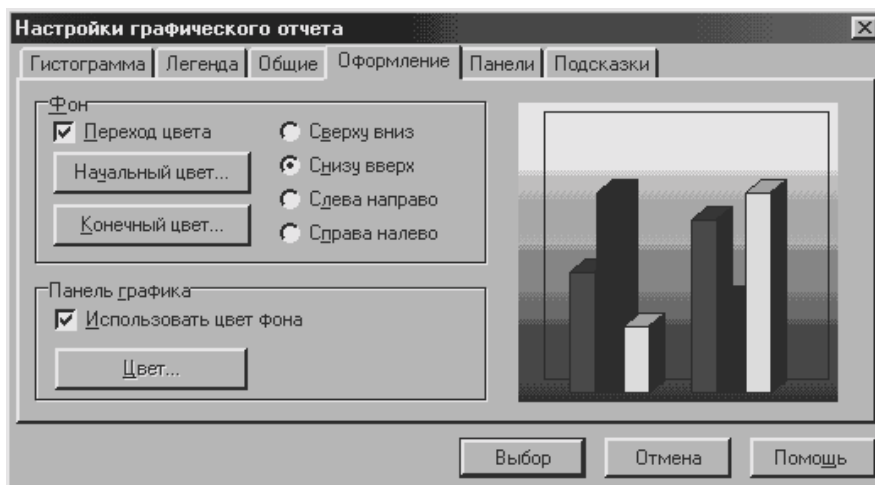 Настройки графического отчета
Гистограмма Легенда Общие Оформление Панели Подсказки
Фон
Переход цвета
Начальный цвет...
Конечный цвет...
Сверху вниз
Снизу вверх
Слева направо
Справа налево
Панель графика
Использовать цвет фона
Цвет...
Выбор Отмена Помощь